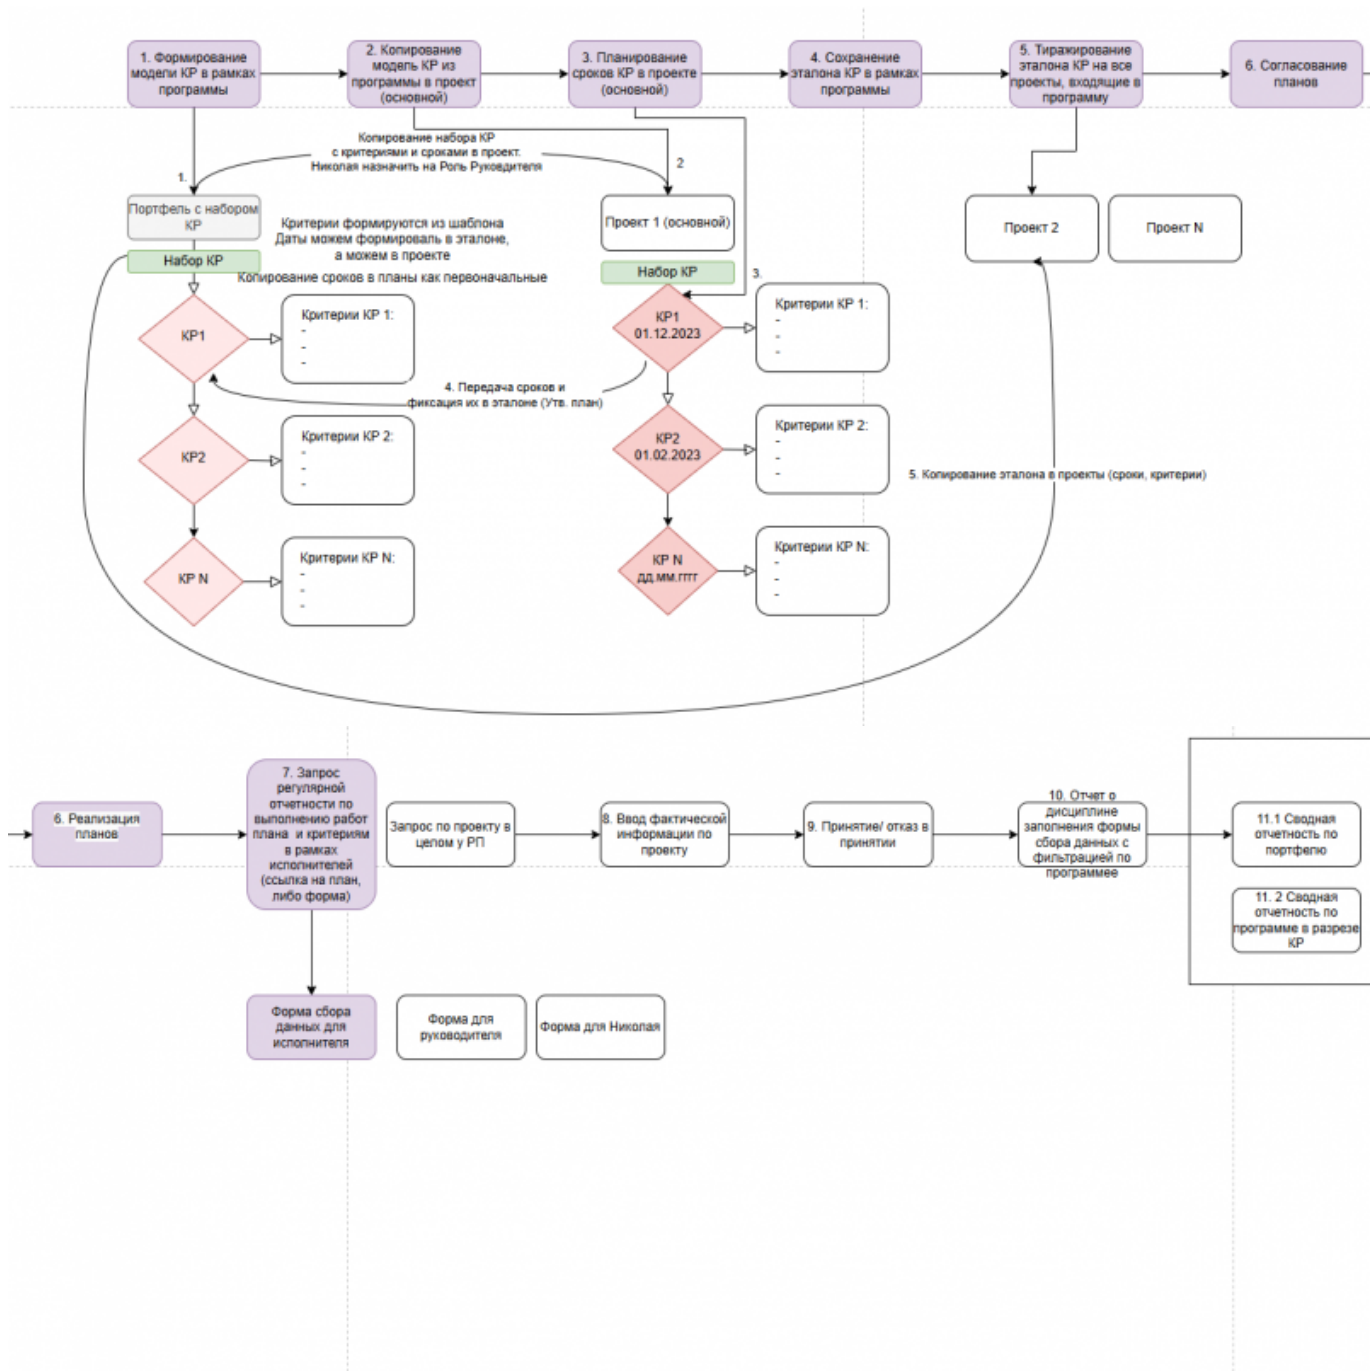 1. Формирование
модели КР в рамках
программы
2. Копирование
модель КР из
программы в проект
(основной)
3. Планирование
сроков КР в проекте
(основной)
4. Сохранение
эталона КР в рамках
программы
5. Тиражирование
эталона КР на все
проекты, входящие в
программу
6. Согласование
планов
Копирование набора КР
с критериями и сроками в проект.
Николая назначить на Роль Руковдителя
1.
2
Портфель с набором
КР
Критерии формируются из шаблона
Даты можем формироваль в эталоне,
а можем в проекте
Проект 1 (основной)
Проект 2
Проект N
Набор КР
Копирование сроков в планы как первоначальные
Набор КР
3.
КР1
Критерии КР 1:
-
-
-
КР1
01.12.2023
Критерии КР 1:
-
-
-
4. Передача сроков и
фиксация их в эталоне (Утв. план)
КР2
Критерии КР 2:
-
-
-
КР2
01.02.2023
Критерии КР 2:
-
-
-
5. Копирование эталона в проекты (сроки, критерии)
КР N
Критерии КР N:
-
-
-
КР N
дд.мм.гггг
Критерии КР N:
-
-
-
6. Реализация
планов
7. Запрос
регулярной
отчетности по
выполнению работ
плана и критериям
в рамках
исполнителей
(ссылка на план,
либо форма)
Запрос по проекту в
целом у РП
8. Ввод фактической
информации по
проекту
9. Принятие/ отказ в
принятии
10. Отчет о
дисциплине
заполнения формы
сбора данных с
фильтрацией по
программее
11.1 Сводная
отчетность по
портфелю
11. 2 Сводная
отчетность по
программе в разрезе
КР
Форма сбора
данных для
исполнителя
Форма для
руководителя
Форма для Николая